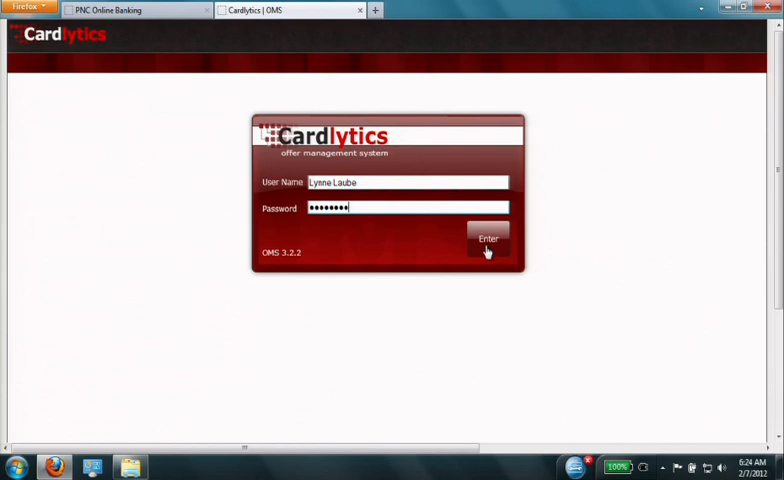 Firefox
PNC Online Banking
Cardlytics | OMS
Cardlytics
Cardlytics
offer management system
User Name
Lynne Laube
Password
Enter
OMS 3.2.2
100%
6:24 AM
2/7/2012